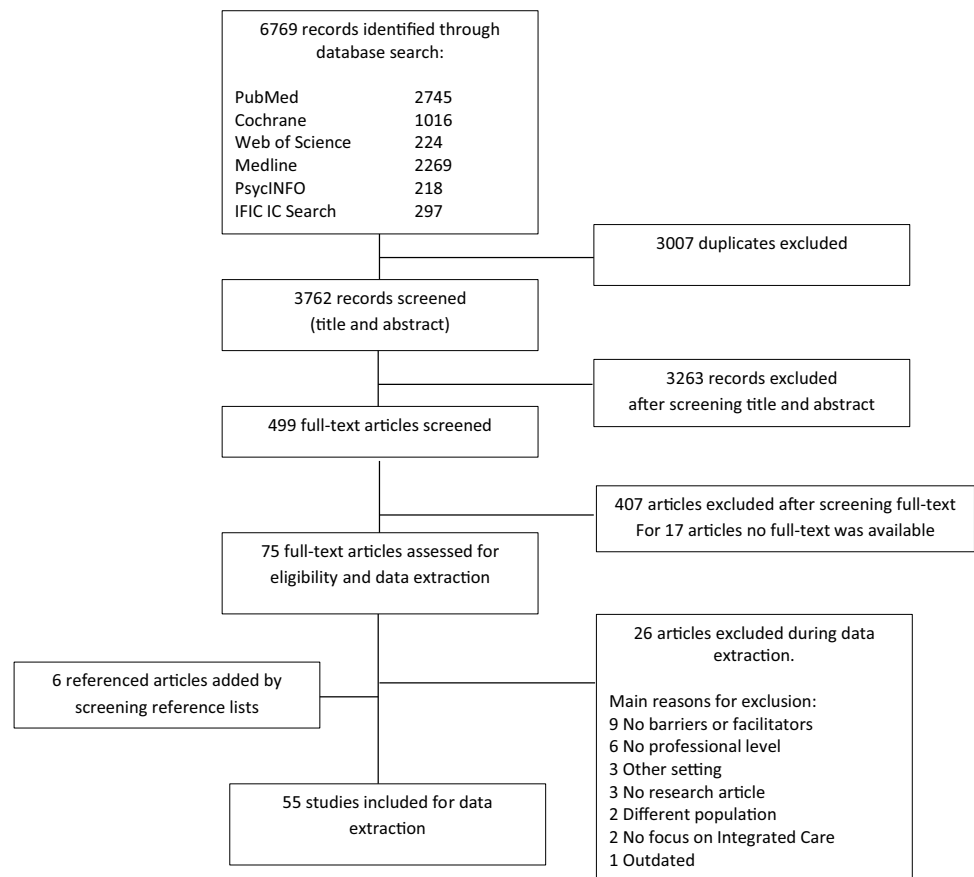 6769 records identified through
database search:
PubMed 2745
Cochrane 1016
Web of Science 224
Medline 2269
PsycINFO 218
IFIC IC Search 297
3007 duplicates excluded
3762 records screened
(title and abstract)
3263 records excluded
after screening title and abstract
499 full-text articles screened
407 articles excluded after screening full-text
For 17 articles no full-text was available
75 full-text articles assessed for
eligibility and data extraction
26 articles excluded during data
extraction.
Main reasons for exclusion:
9 No barriers or facilitators
6 No professional level
3 Other setting
3 No research article
2 Different population
2 No focus on Integrated Care
1 Outdated
6 referenced articles added by
screening reference lists
55 studies included for data
extraction